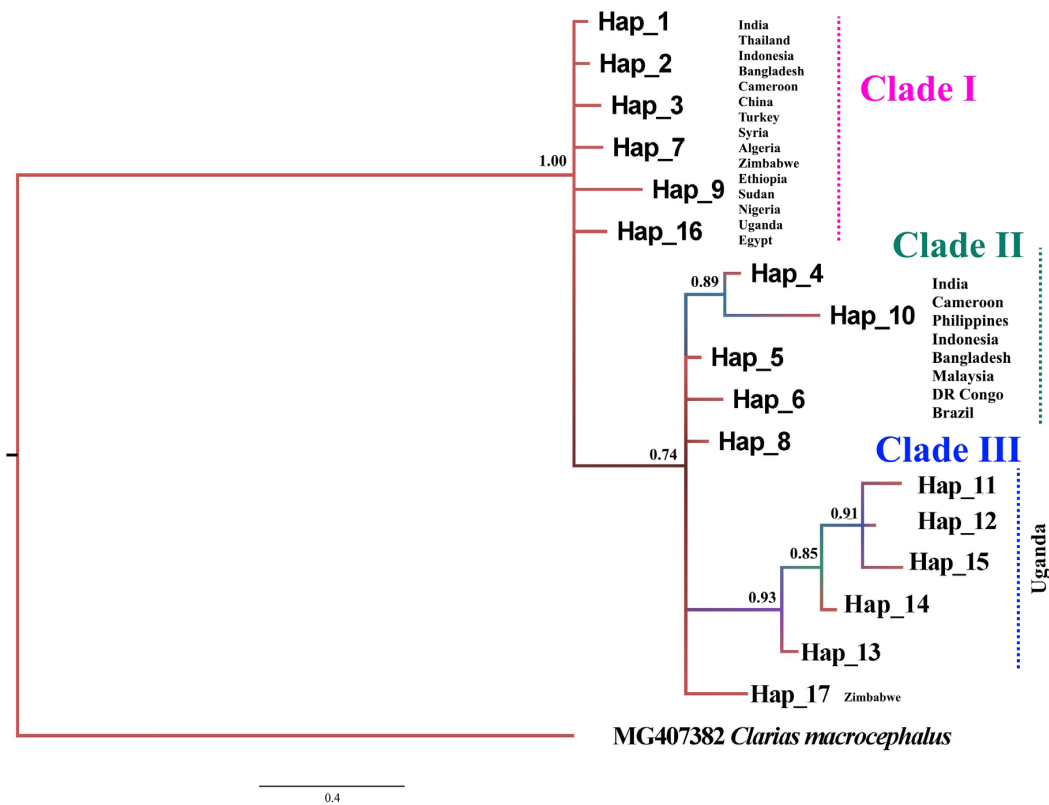 Hap_1
Hap_2
Hap_3
Hap_7
Hap_9
Hap_16
1.00
India
Thailand
Indonesia
Bangladesh
Cameroon
China
Turkey
Syria
Algeria
Zimbabwe
Ethiopia
Sudan
Nigeria
Uganda
Egypt
Clade I
Clade II
Hap_4
0.89
Hap_10
Hap_5
Hap_6
Hap_8
0.74
India
Cameroon
Philippines
Indonesia
Bangladesh
Malaysia
DR Congo
Brazil
Clade III
Hap_11
0.91
Hap_12
0.85
Hap_15
0.93
Hap_14
Hap_13
Uganda
Hap_17 Zimbabwe
MG407382 Clarias macrocephalus
0.4